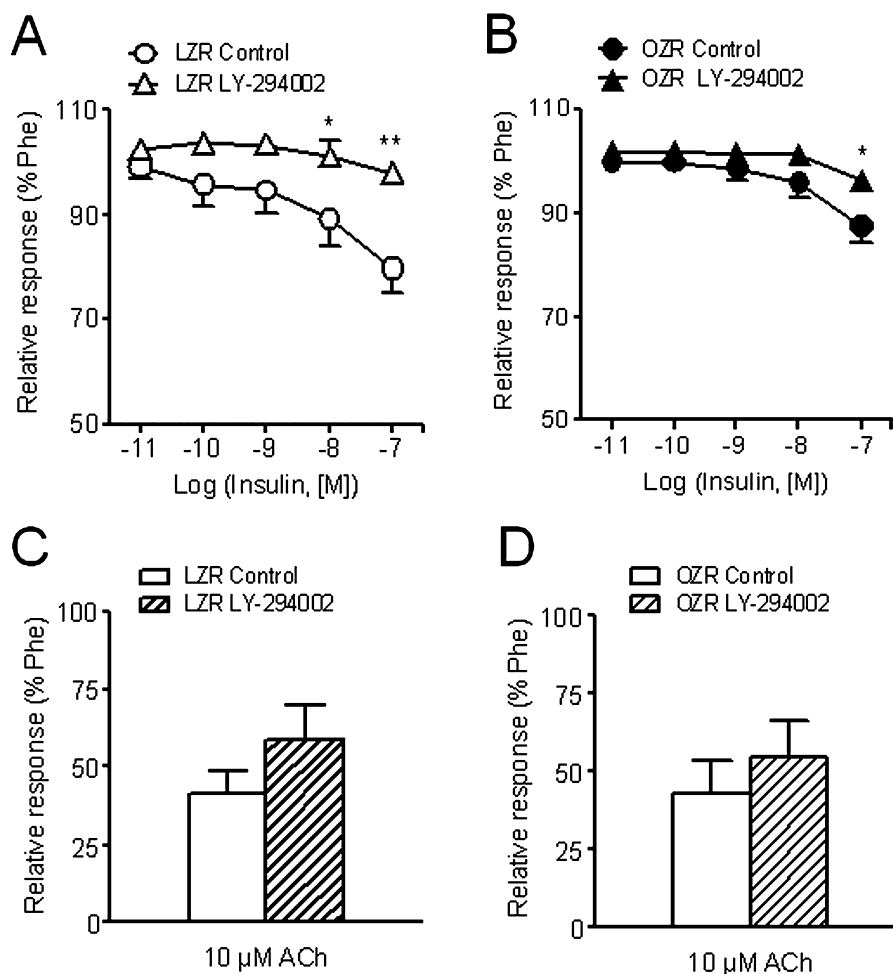 A
LZR Control
LZR LY-294002
110
90
70
50
*
**
-11 -10 -9 -8 -7
Relative response (% Phe)
Log (Insulin, [M])
B
OZR Control
OZR LY-294002
110
90
70
50
*
-11 -10 -9 -8 -7
Relative response (% Phe)
Log (Insulin, [M])
C
LZR Control
LZR LY-294002
100
75
50
25
0
Relative response (% Phe)
10 µM ACh
D
OZR Control
OZR LY-294002
100
75
50
25
0
Relative response (% Phe)
10 µM ACh